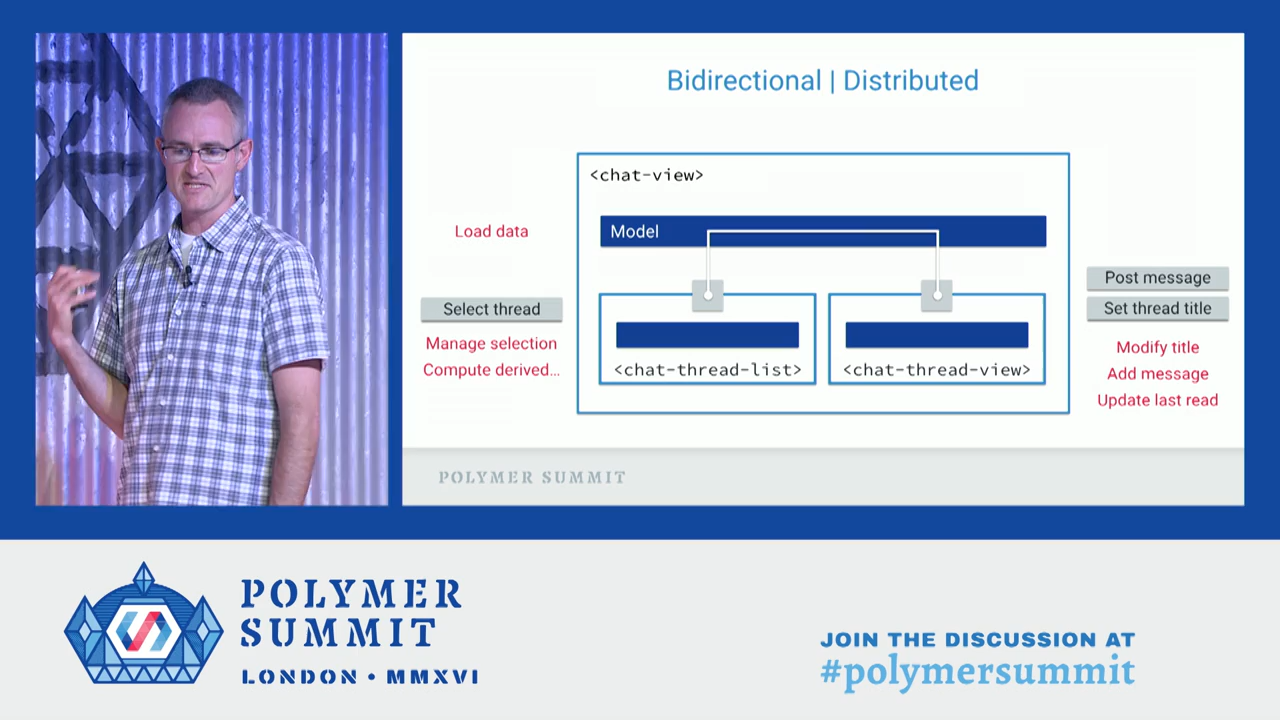 Bidirectional | Distributed
<chat-view>
Load data
Model
Select thread
Manage selection
Compute derived...
<chat-thread-list>
<chat-thread-view>
Post message
Set thread title
Modify title
Add message
Update last read
POLYMER SUMMIT
POLYMER
SUMMIT
LONDON • MMXVI
JOIN THE DISCUSSION AT
#polymersummit